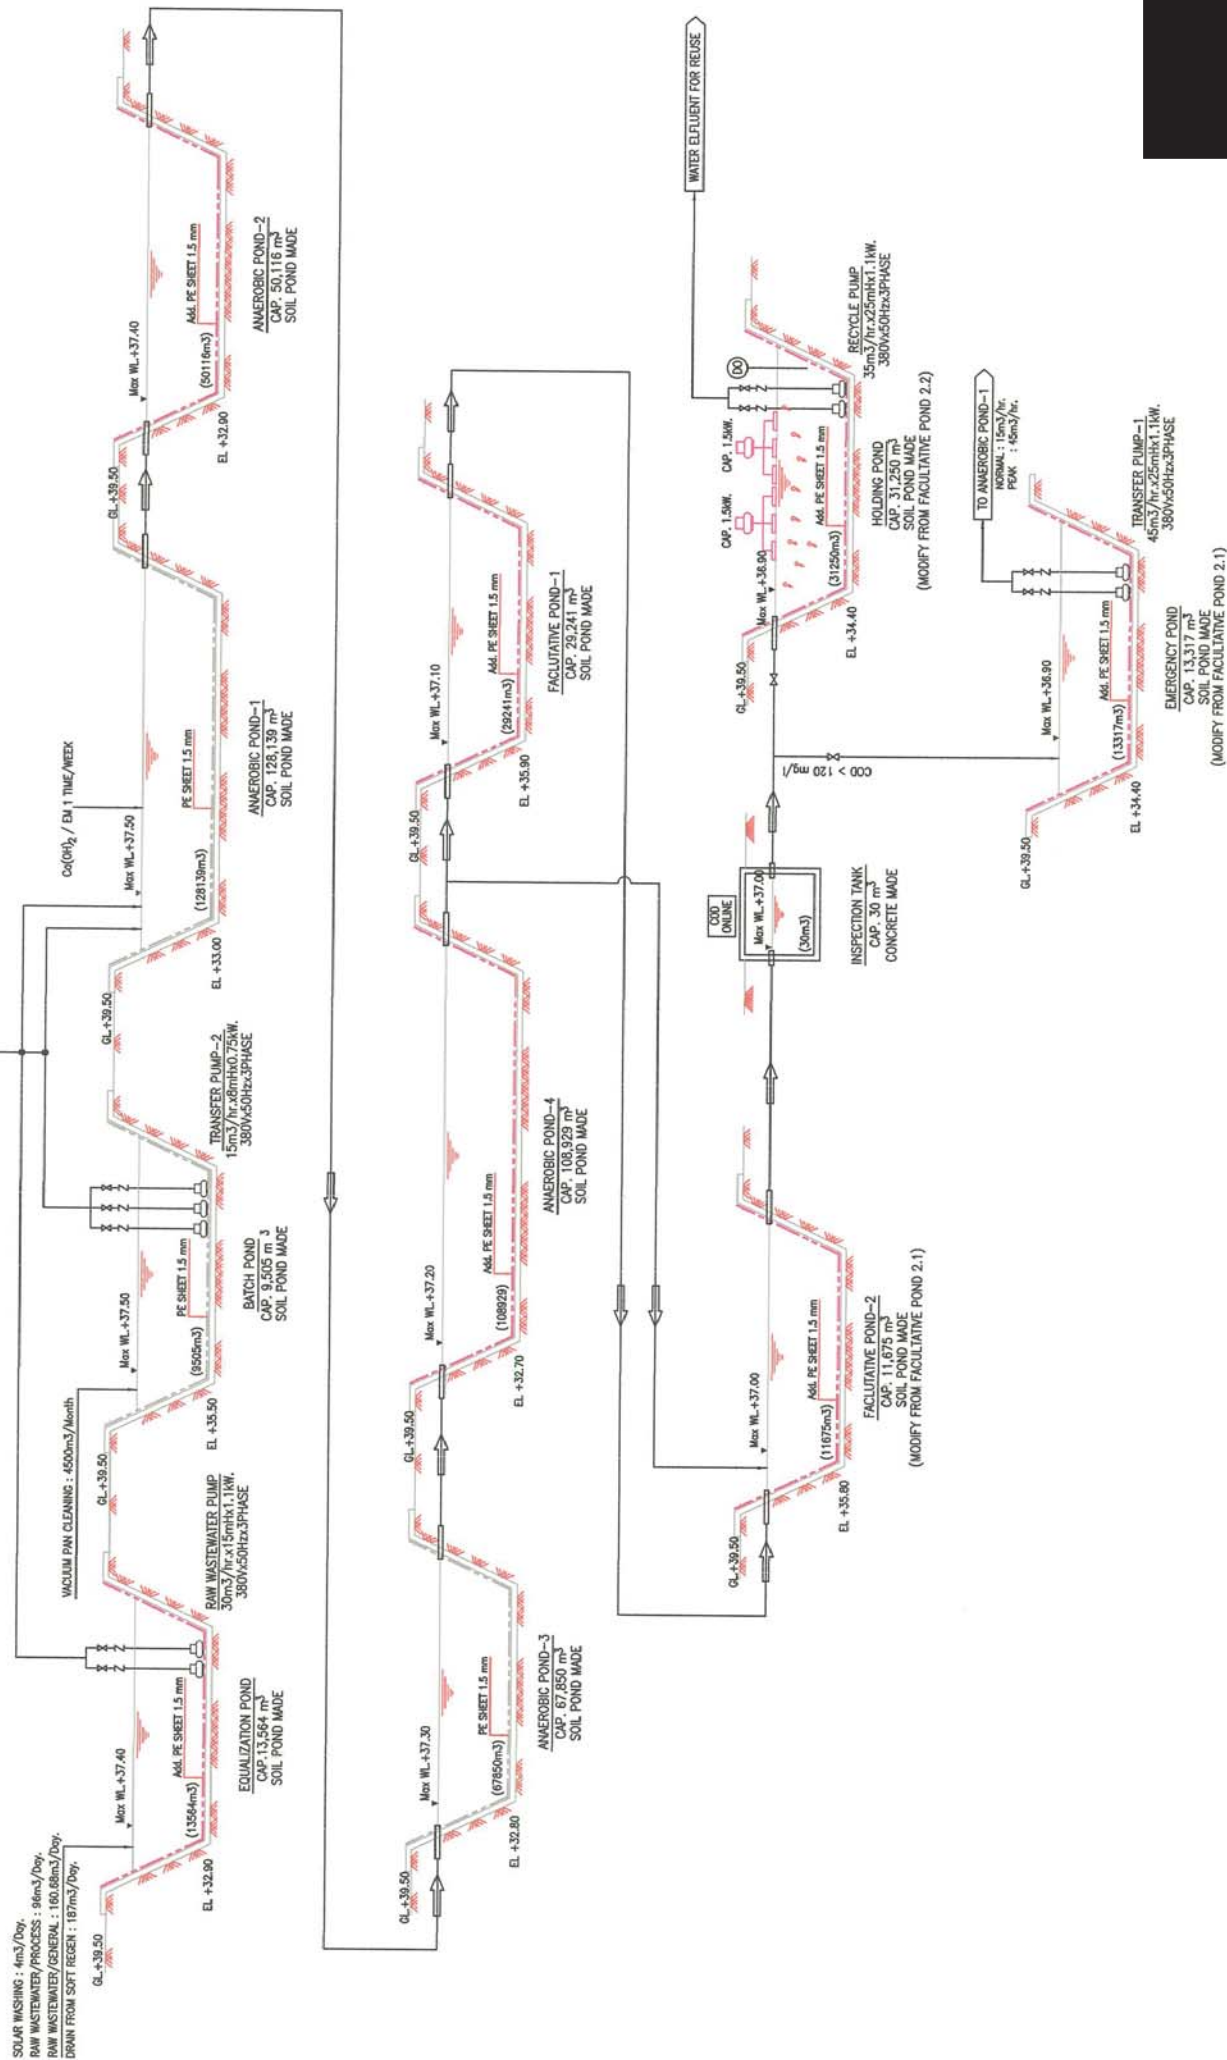 SOLAR WASHING : 4m3/Day.
RAW WASTEWATER/PROCESS : 96m3/Day.
RAW WASTEWATER/GENERAL : 160.68m3/Day.
DRAIN FROM SOFT REGEN : 187m3/Day.
GL.+39.50
Max WL.+37.40
Add. PE SHEET 1.5 mm
(13564m3)
EL +32.90
EQUALIZATION POND
CAP.13,564 m³
SOIL POND MADE
RAW WASTEWATER PUMP
30m3/hr.x15mHx1.1kW.
380Vx50Hzx3PHASE
VACUUM PAN CLEANING : 4500m3/Month
GL.+39.50
Max WL.+37.50
PE SHEET 1.5 mm
(9505m3)
EL +35.50
BATCH POND
CAP. 9,505 m 3
SOIL POND MADE
TRANSFER PUMP-2
15m3/hr.x8mHx0.75kW.
380Vx50Hzx3PHASE
GL.+39.50
Ca(OH)₂ / EM 1 TIME/WEEK
Max WL.+37.50
PE SHEET 1.5 mm
(128139m3)
EL +33.00
ANAEROBIC POND-1
CAP. 128,139 m³
SOIL POND MADE
GL.+39.50
Max WL.+37.40
Add. PE SHEET 1.5 mm
(50116m3)
EL +32.90
ANAEROBIC POND-2
CAP. 50,116 m³
SOIL POND MADE
GL.+39.50
Max WL.+37.30
PE SHEET 1.5 mm
(67850m3)
EL +32.80
ANAEROBIC POND-3
CAP. 67,850 m³
SOIL POND MADE
GL.+39.50
Max WL.+37.20
Add. PE SHEET 1.5 mm
(108929)
EL +32.70
ANAEROBIC POND-4
CAP. 108,929 m³
SOIL POND MADE
GL.+39.50
Max WL.+37.10
Add. PE SHEET 1.5 mm
(29241m3)
EL +35.90
FACLUTATIVE POND-1
CAP. 29,241 m³
SOIL POND MADE
GL.+39.50
Max WL.+37.00
Add. PE SHEET 1.5 mm
(11675m3)
EL +35.80
FACLUTATIVE POND-2
CAP. 11,675 m³
SOIL POND MADE
(MODIFY FROM FACULTATIVE POND 2.1)
COD
ONLINE
Max WL.+37.00
(30m3)
INSPECTION TANK
CAP. 30 m³
CONCRETE MADE
COD > 120 mg/l
GL.+39.50
Max WL.+36.90
CAP. 1.5kW.
CAP. 1.5kW.
DO
Add. PE SHEET 1.5 mm
(31250m3)
EL +34.40
HOLDING POND
CAP. 31,250 m³
SOIL POND MADE
(MODIFY FROM FACULTATIVE POND 2.2)
RECYCLE PUMP
35m3/hr.x25mHx1.1kW.
380Vx50Hzx3PHASE
WATER ELFLUENT FOR REUSE
GL.+39.50
Max WL.+36.90
Add. PE SHEET 1.5 mm
(13317m3)
EL +34.40
EMERGENCY POND
CAP. 13,317 m³
SOIL POND MADE
(MODIFY FROM FACULTATIVE POND 2.1)
TO ANAEROBIC POND-1
NORMAL : 15m3/hr.
PEAK : 45m3/hr.
TRANSFER PUMP-1
45m3/hr.x25mHx1.1kW.
380Vx50Hzx3PHASE